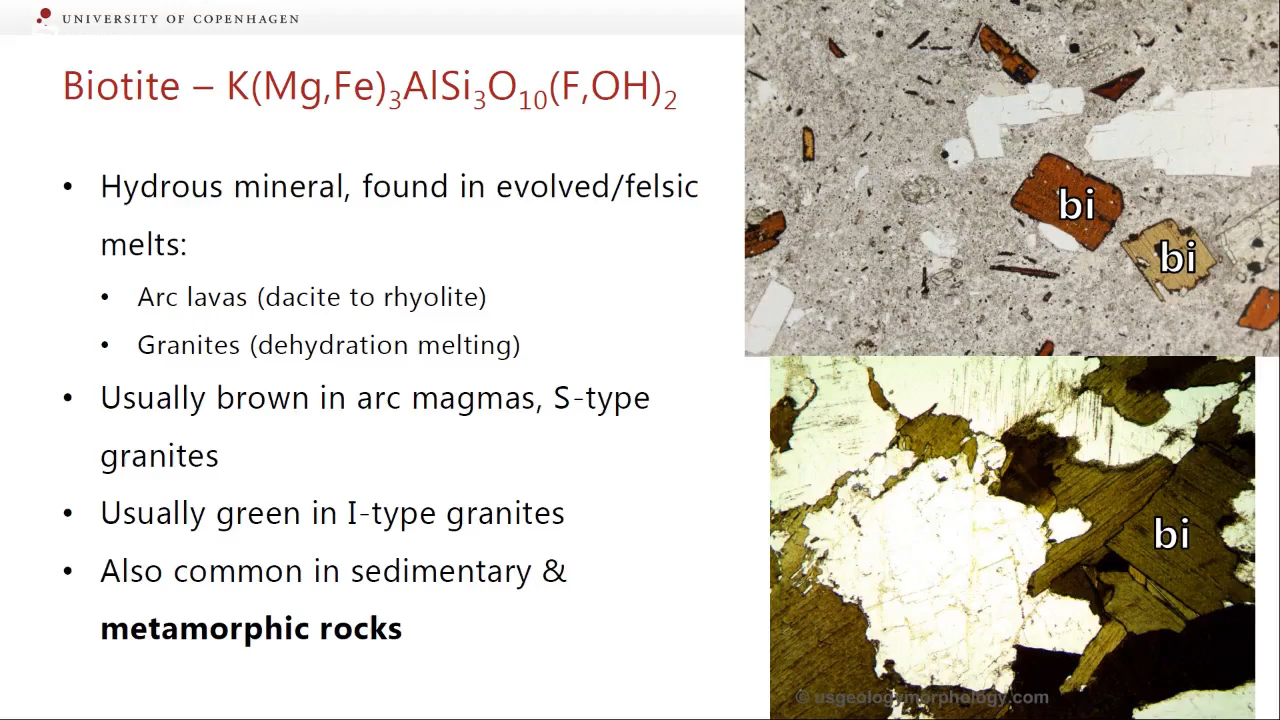 UNIVERSITY OF COPENHAGEN
Biotite – K(Mg,Fe)₃AlSi₃O₁₀(F,OH)₂
• Hydrous mineral, found in evolved/felsic
melts:
• Arc lavas (dacite to rhyolite)
• Granites (dehydration melting)
• Usually brown in arc magmas, S-type
granites
• Usually green in I-type granites
• Also common in sedimentary &
metamorphic rocks
bi
bi
bi
© usgeologymorphology.com